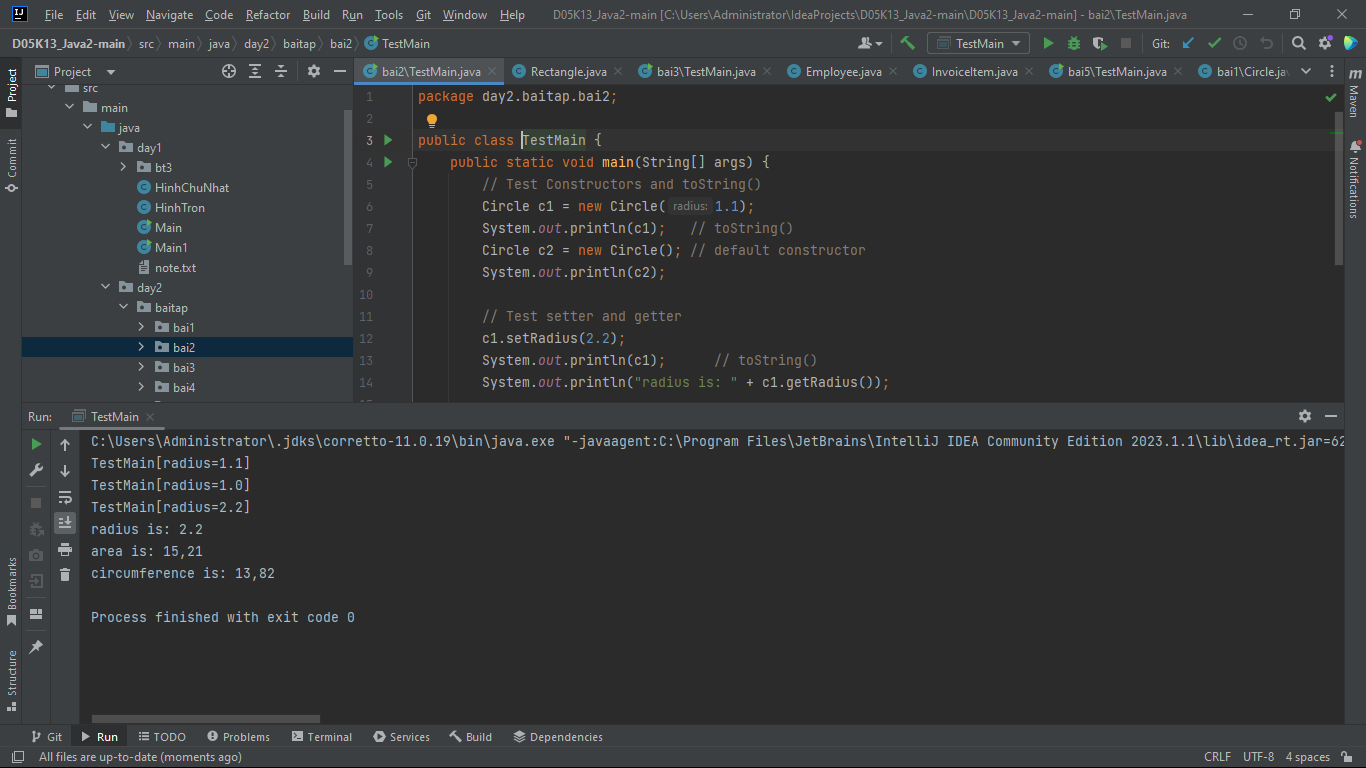 File Edit View Navigate Code Refactor Build Run Tools Git Window Help D05K13_Java2-main [C:\Users\Administrator\IdeaProjects\D05K13_Java2-main\D05K13_Java2-main] - bai2\TestMain.java
D05K13_Java2-main src main java day2 baitap bai2 TestMain TestMain Git:
Project bai2\TestMain.java Rectangle.java bai3\TestMain.java Employee.java InvoiceItem.java bai5\TestMain.java bai1\Circle.ja
src
main
java
day1
bt3
HinhChuNhat
HinhTron
Main
Main1
note.txt
day2
baitap
bai1
bai2
bai3
bai4
1 package day2.baitap.bai2;
2
3 public class TestMain {
4 public static void main(String[] args) {
5 // Test Constructors and toString()
6 Circle c1 = new Circle( radius: 1.1);
7 System.out.println(c1); // toString()
8 Circle c2 = new Circle(); // default constructor
9 System.out.println(c2);
10
11 // Test setter and getter
12 c1.setRadius(2.2);
13 System.out.println(c1); // toString()
14 System.out.println("radius is: " + c1.getRadius());
Project
Commit
Bookmarks
Structure
Maven
Notifications
Run: TestMain
C:\Users\Administrator\.jdks\corretto-11.0.19\bin\java.exe "-javaagent:C:\Program Files\JetBrains\IntelliJ IDEA Community Edition 2023.1.1\lib\idea_rt.jar=62
TestMain[radius=1.1]
TestMain[radius=1.0]
TestMain[radius=2.2]
radius is: 2.2
area is: 15,21
circumference is: 13,82
Process finished with exit code 0
Git Run TODO Problems Terminal Services Build Dependencies
All files are up-to-date (moments ago) CRLF UTF-8 4 spaces